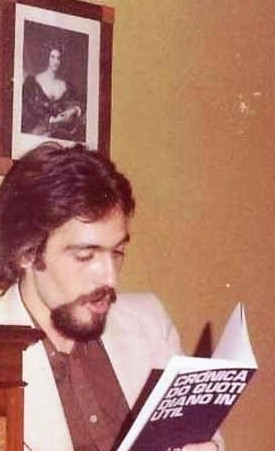 CRÓNICA
DO QUOTI
DIANO IN
ÚTIL